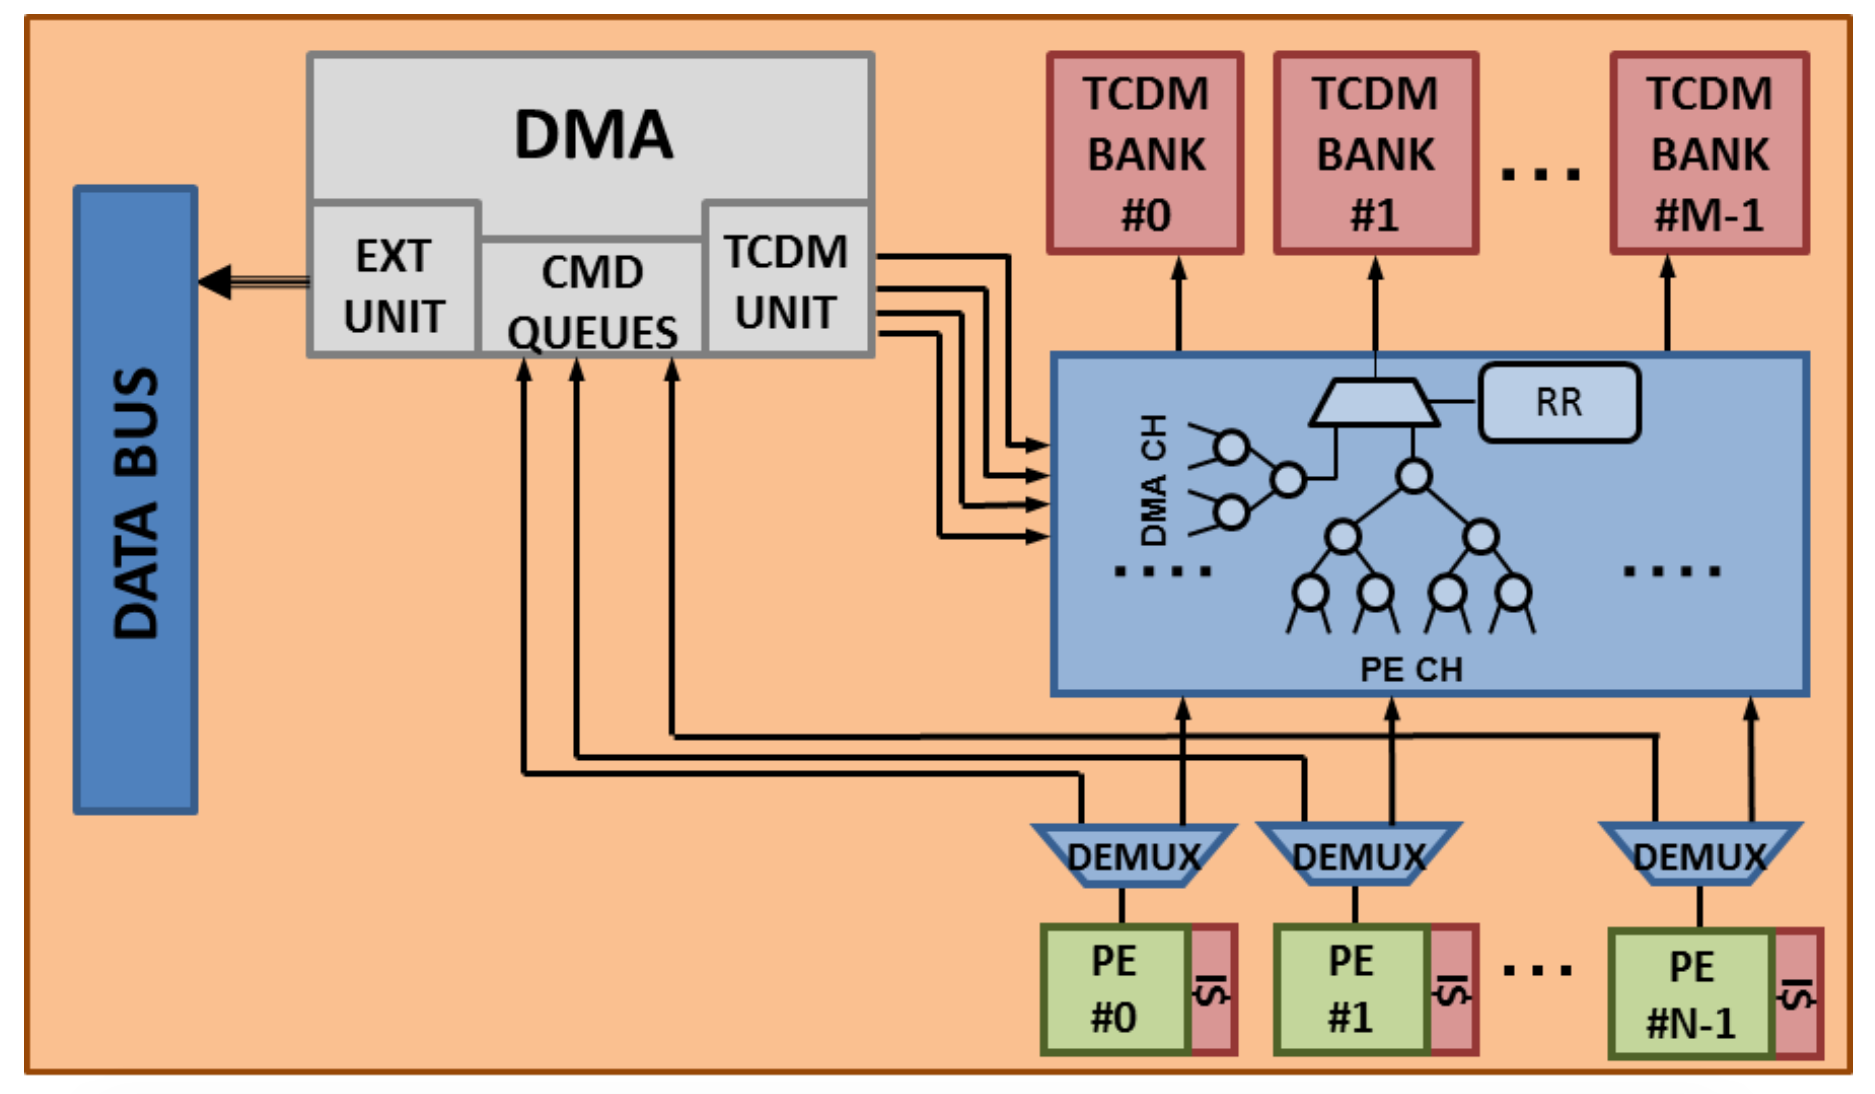 DMA
EXT
UNIT
CMD
QUEUES
TCDM
UNIT
DATA BUS
TCDM
BANK
#0
TCDM
BANK
#1
...
TCDM
BANK
#M-1
RR
DMA CH
....
....
PE CH
DEMUX
DEMUX
DEMUX
PE
#0
PE
#1
...
PE
#N-1